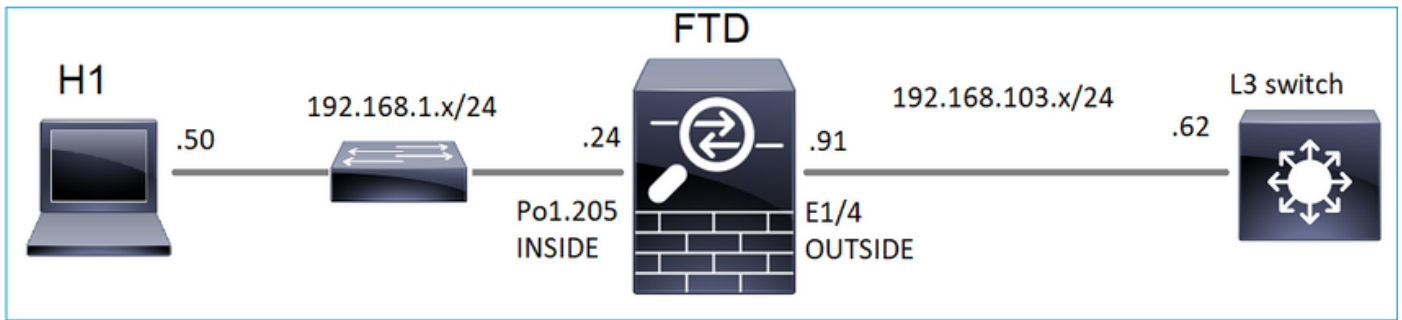 FTD
H1
192.168.1.x/24
192.168.103.x/24
L3 switch
.50
.24
.91
.62
Po1.205
INSIDE
E1/4
OUTSIDE